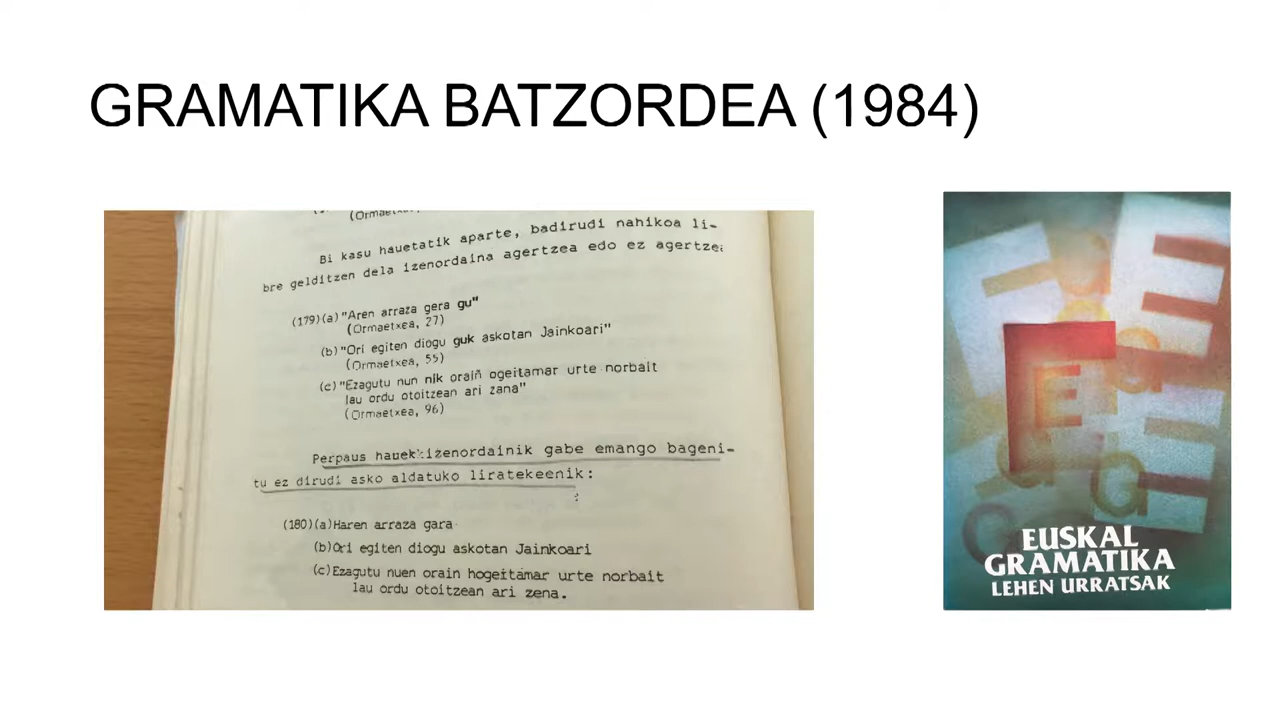 GRAMATIKA BATZORDEA (1984)
(Ormaetxea,
Bi kasu hauetatik aparte, badirudi nahikoa li-
bre gelditzen dela izenordaina agertzea edo ez agertzea
(179)(a)"Aren arraza gera gu"
(Ormaetxea, 27)
(b)"Ori egiten diogu guk askotan Jainkoari"
(Ormaetxea, 55)
(c)"Ezagutu nun nik oraiñ ogeitamar urte norbait
lau ordu otoitzean ari zana"
(Ormaetxea, 96)
Perpaus hauek izenordainik gabe emango bageni-
tu ez dirudi asko aldatuko liratekeenik:
(180)(a)Haren arraza gara
(b)Ori egiten diogu askotan Jainkoari
(c)Ezagutu nuen orain hogeitamar urte norbait
lau ordu otoitzean ari zena.
EUSKAL
GRAMATIKA
LEHEN URRATSAK